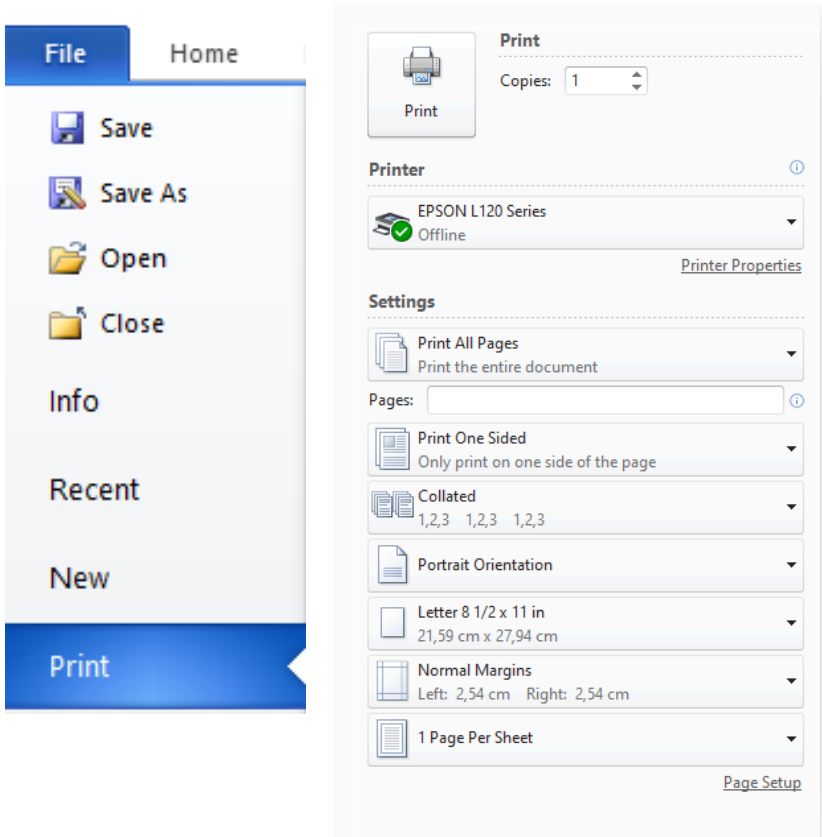 File Home
Save
Save As
Open
Close
Info
Recent
New
Print
Print
Print
Copies: 1
Printer
EPSON L120 Series
Offline
Printer Properties
Settings
Print All Pages
Print the entire document
Pages:
Print One Sided
Only print on one side of the page
Collated
1,2,3 1,2,3 1,2,3
Portrait Orientation
Letter 8 1/2 x 11 in
21,59 cm x 27,94 cm
Normal Margins
Left: 2,54 cm Right: 2,54 cm
1 Page Per Sheet
Page Setup